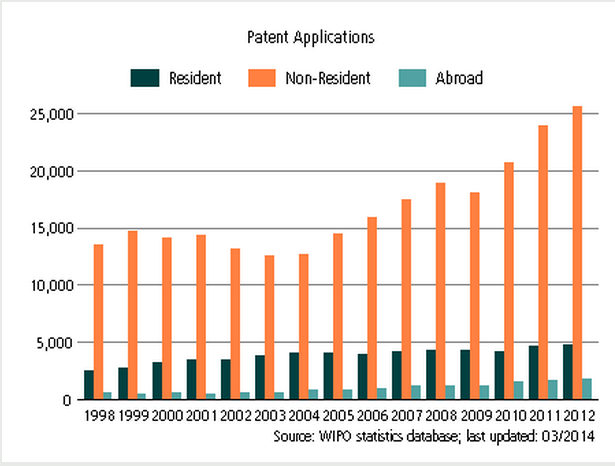 Patent Applications
Resident Non-Resident Abroad
25,000
20,000
15,000
10,000
5,000
0
1998 1999 2000 2001 2002 2003 2004 2005 2006 2007 2008 2009 2010 2011 2012
Source: WIPO statistics database; last updated: 03/2014